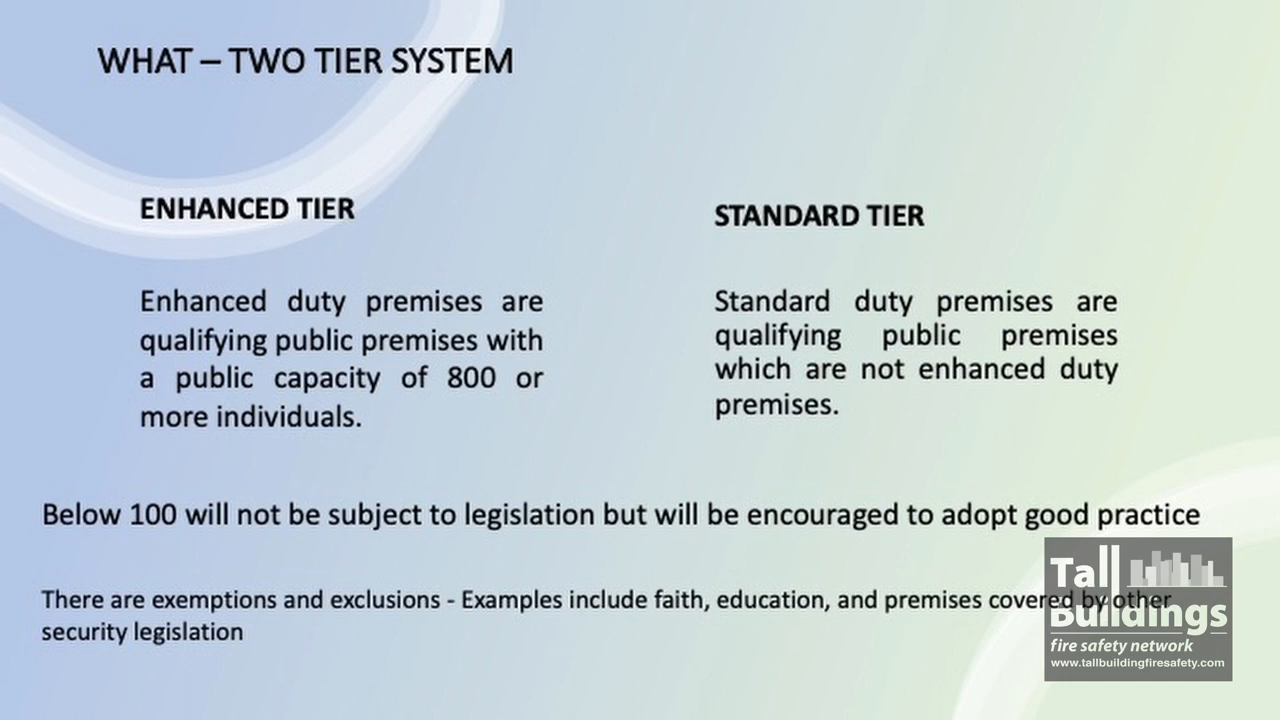 WHAT – TWO TIER SYSTEM
ENHANCED TIER
Enhanced duty premises are
qualifying public premises with
a public capacity of 800 or
more individuals.
STANDARD TIER
Standard duty premises are
qualifying public premises
which are not enhanced duty
premises.
Below 100 will not be subject to legislation but will be encouraged to adopt good practice
There are exemptions and exclusions - Examples include faith, education, and premises covered by other
security legislation
Tall
Buildings
fire safety network
www.tallbuildingfiresafety.com